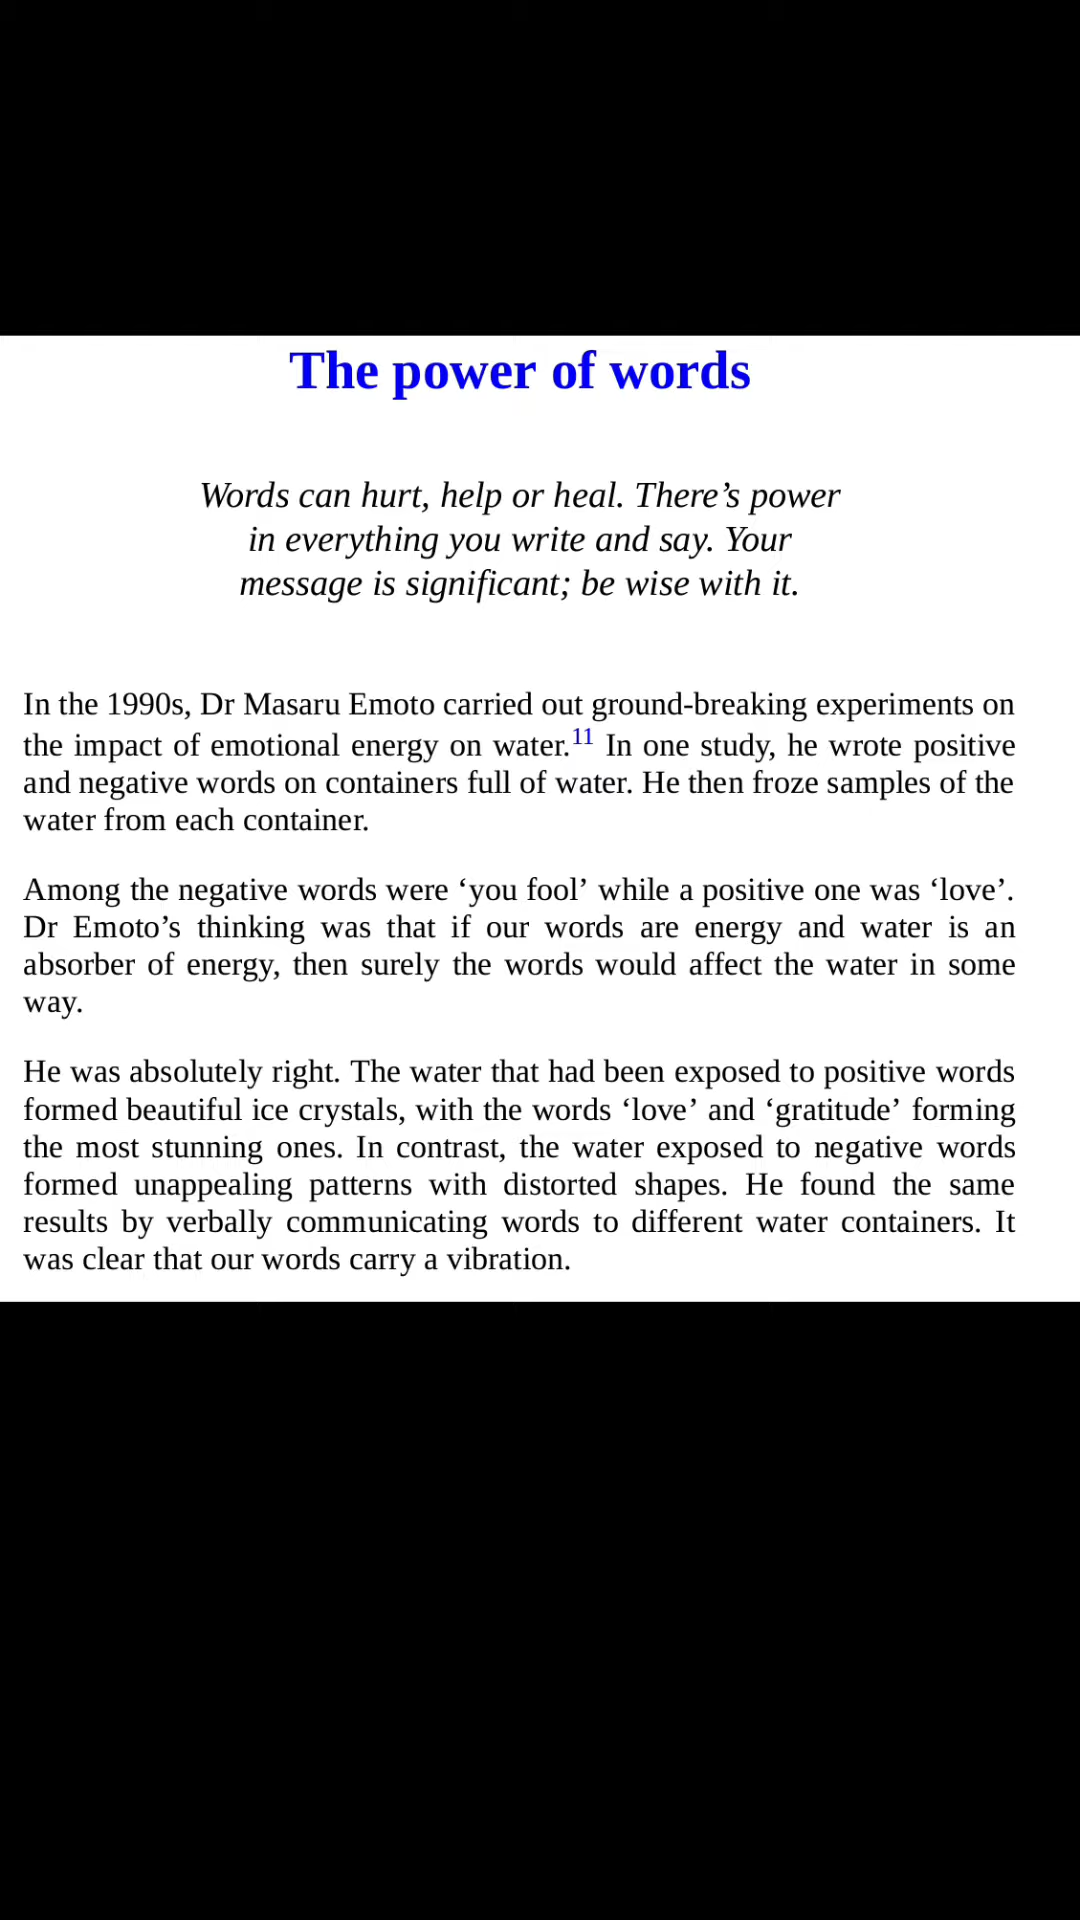 The power of words
Words can hurt, help or heal. There’s power
in everything you write and say. Your
message is significant; be wise with it.
In the 1990s, Dr Masaru Emoto carried out ground-breaking experiments on
the impact of emotional energy on water.11 In one study, he wrote positive
and negative words on containers full of water. He then froze samples of the
water from each container.
Among the negative words were ‘you fool’ while a positive one was ‘love’.
Dr Emoto’s thinking was that if our words are energy and water is an
absorber of energy, then surely the words would affect the water in some
way.
He was absolutely right. The water that had been exposed to positive words
formed beautiful ice crystals, with the words ‘love’ and ‘gratitude’ forming
the most stunning ones. In contrast, the water exposed to negative words
formed unappealing patterns with distorted shapes. He found the same
results by verbally communicating words to different water containers. It
was clear that our words carry a vibration.